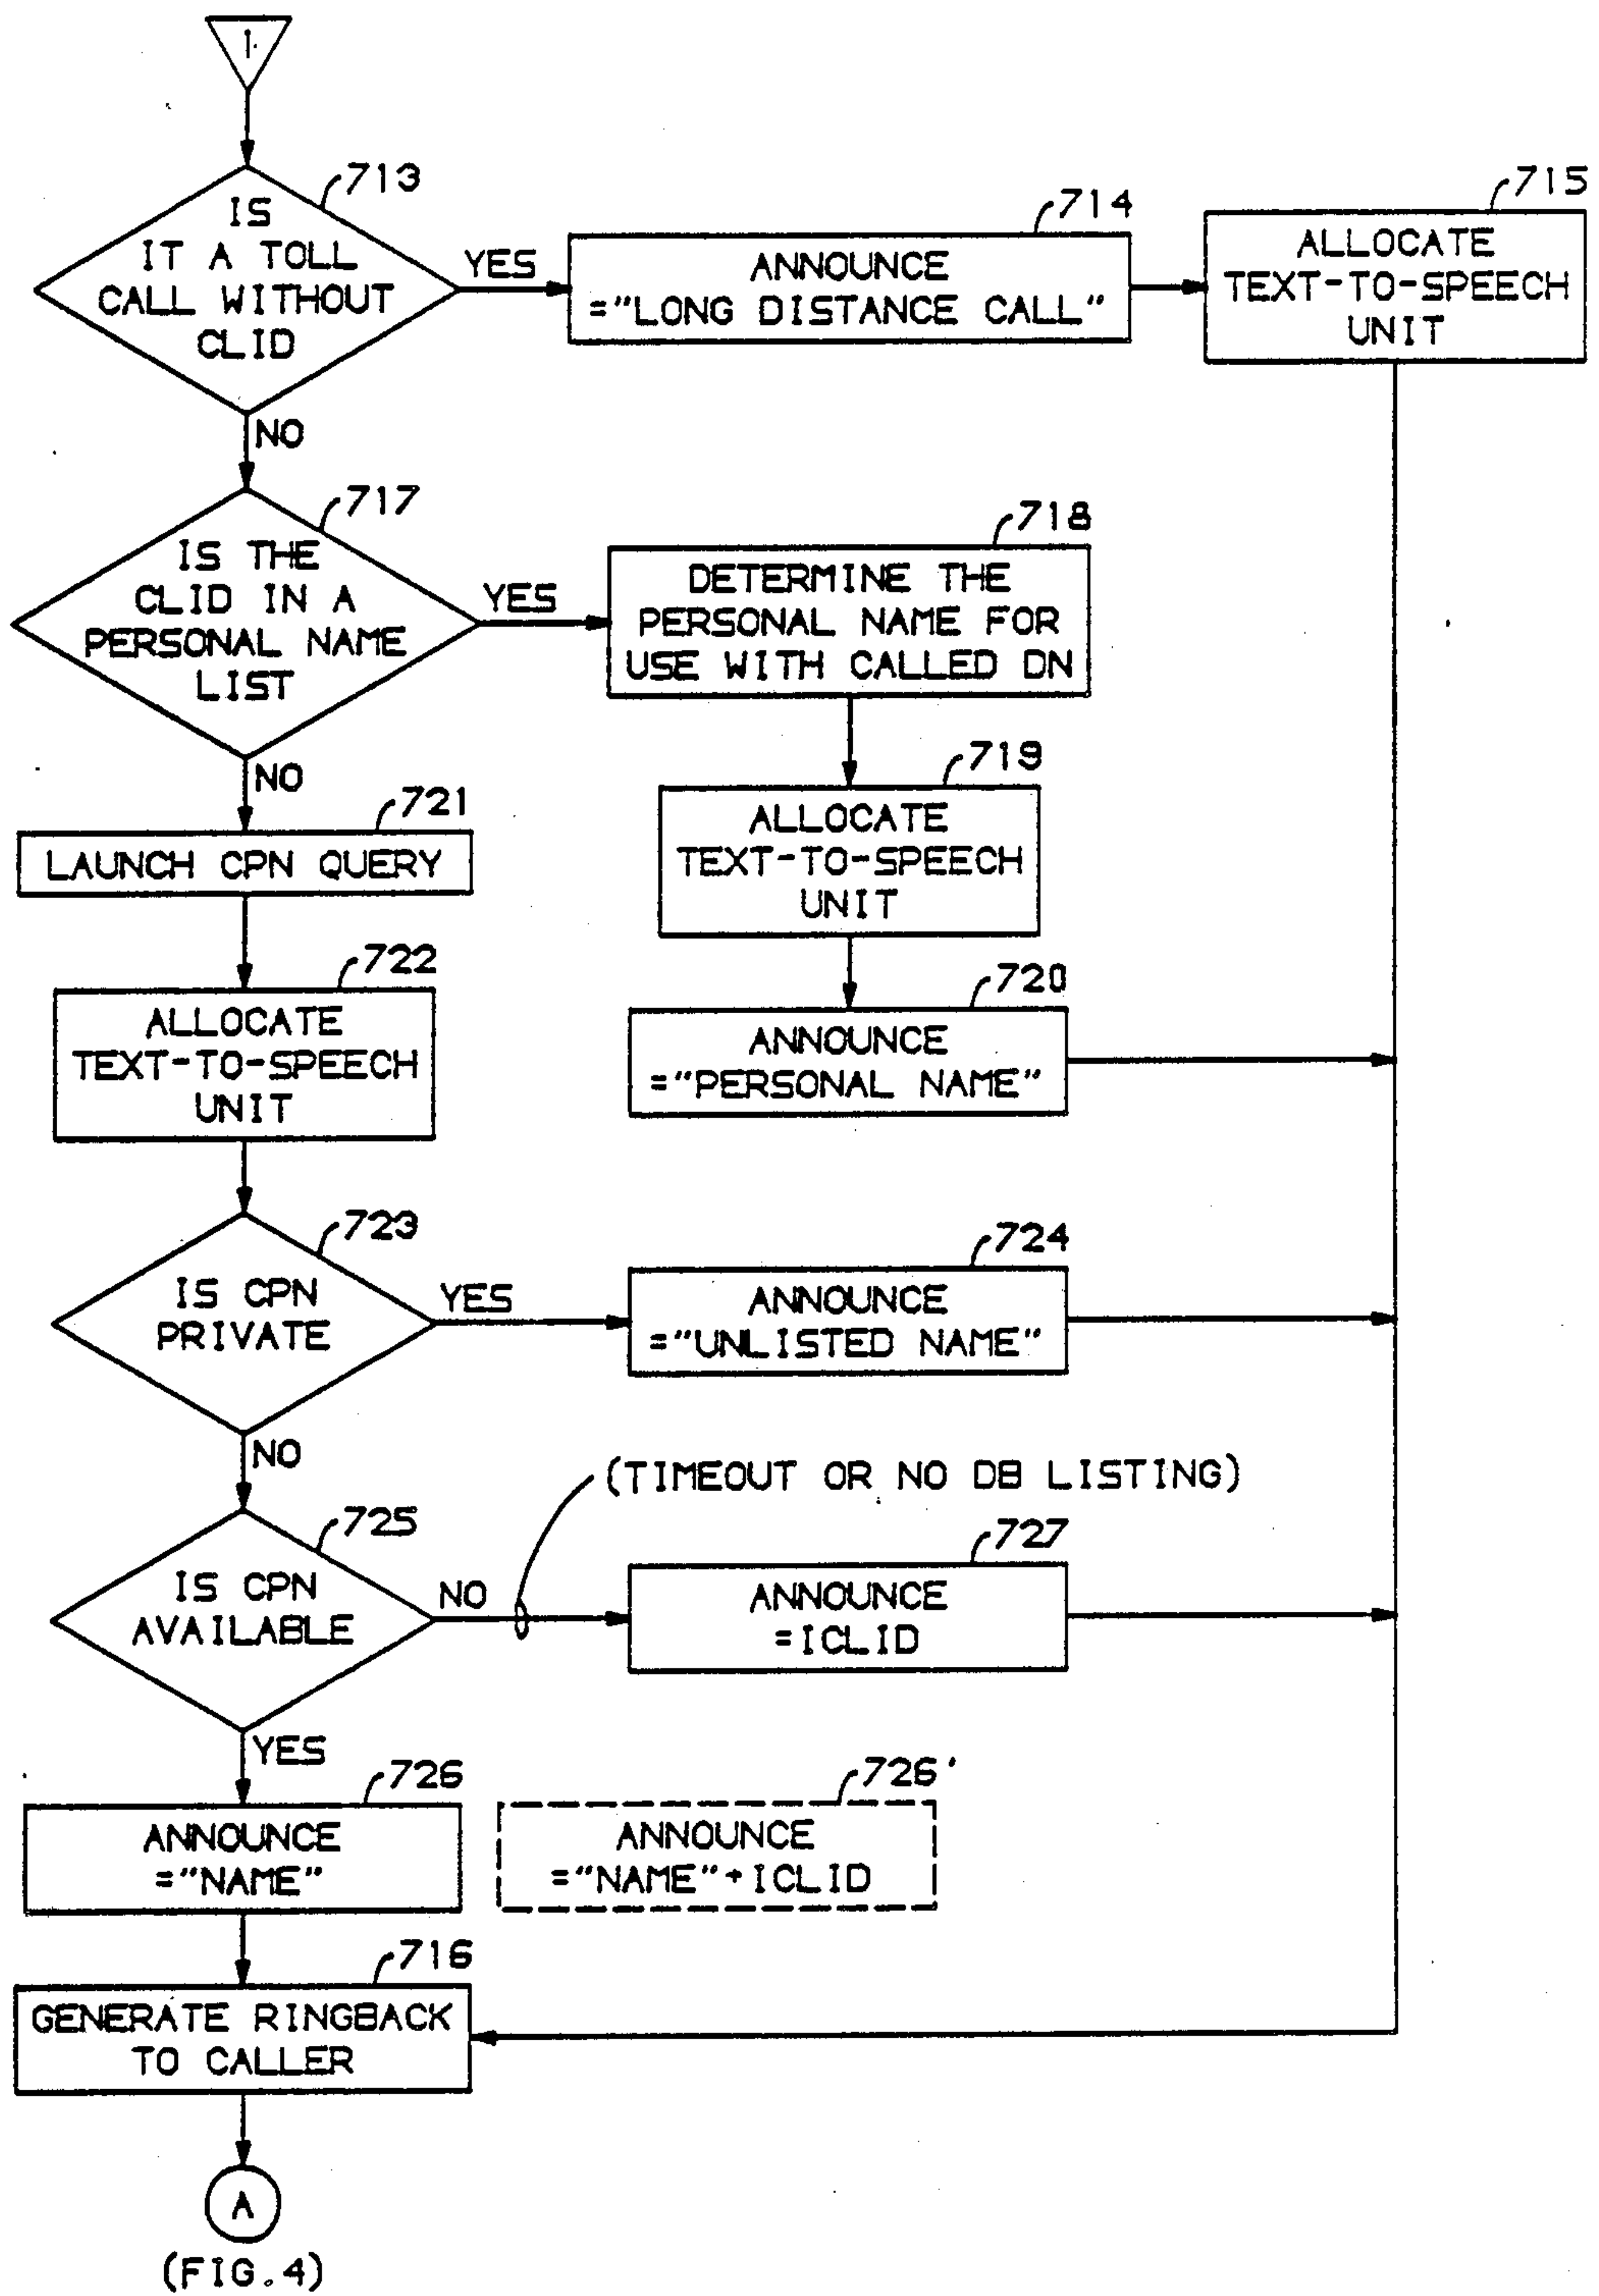 1
713
IS
IT A TOLL
CALL WITHOUT
CLID
YES
714
ANNOUNCE
="LONG DISTANCE CALL"
715
ALLOCATE
TEXT-TO-SPEECH
UNIT
NO
717
IS THE
CLID IN A
PERSONAL NAME
LIST
YES
718
DETERMINE THE
PERSONAL NAME FOR
USE WITH CALLED DN
NO
719
ALLOCATE
TEXT-TO-SPEECH
UNIT
721
LAUNCH CPN QUERY
722
ALLOCATE
TEXT-TO-SPEECH
UNIT
720
ANNOUNCE
="PERSONAL NAME"
723
IS CPN
PRIVATE
YES
724
ANNOUNCE
="UNLISTED NAME"
NO
(TIMEOUT OR NO DB LISTING)
725
IS CPN
AVAILABLE
NO
727
ANNOUNCE
=ICLID
YES
726
ANNOUNCE
="NAME"
726'
ANNOUNCE
="NAME"+ICLID
716
GENERATE RINGBACK
TO CALLER
A
(FIG.4)